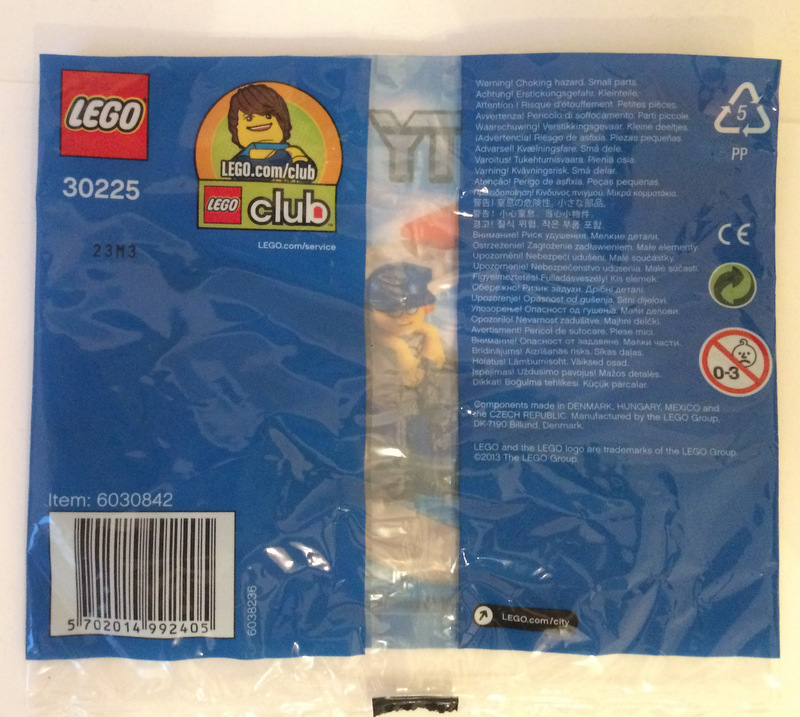 LEGO
30225
23M3
LEGO.com/club
LEGO club
LEGO.com/service
YT
Warning! Choking hazard. Small parts.
Achtung! Erstickungsgefahr. Kleinteile.
Attention ! Risque d'étouffement. Petites pièces.
Avvertenza! Pericolo di soffocamento. Parti piccole.
Waarschuwing! Verstikkingsgevaar. Kleine deeltjes.
¡Advertencia! Riesgo de asfixia. Piezas pequeñas.
Advarsel! Kvælningsfare. Små dele.
Varoitus! Tukehtumisvaara. Pieniä osia.
Varning! Kvävningsrisk. Små delar.
Atenção! Perigo de asfixia. Peças pequenas.
Προειδοποίηση! Κίνδυνος πνιγμού. Μικρά κομματάκια.
警告! 窒息の危険性。小さな部品。
警告! 小心窒息。当心小物件。
경고! 질식 위험. 작은 부품 포함
Внимание! Риск удушения. Мелкие детали.
Ostrzeżenie! Zagrożenie zadławieniem. Małe elementy.
Upozornění! Nebezpečí udušení. Malé součástky.
Upozornenie! Nebezpečenstvo udusenia. Malé súčasti.
Figyelmeztetés! Fulladásveszély! Kis elemek.
Обережно! Ризик задухи. Дрібні деталі.
Upozorenje! Opasnost od gušenja. Sitni dijelovi.
Упозорење! Опасност од гушења. Мали делови.
Opozorilo! Nevarnost zadušitve. Majhni delčki.
Avertisment! Pericol de sufocare. Piese mici.
Внимание! Опасност от задавяне. Малки части.
Brīdinājums! Aizrīšanās risks. Sīkas daļas.
Hoiatus! Lämbumisoht. Väiksed osad.
Įspėjimas! Uždusimo pavojus! Mažos detalės.
Dikkat! Boğulma tehlikesi. Küçük parçalar.
Components made in DENMARK, HUNGARY, MEXICO and
the CZECH REPUBLIC. Manufactured by the LEGO Group,
DK-7190 Billund, Denmark.
LEGO and the LEGO logo are trademarks of the LEGO Group.
©2013 The LEGO Group.
5
PP
CE
0-3
Item: 6030842
5 702014 992405
6038236
LEGO.com/city